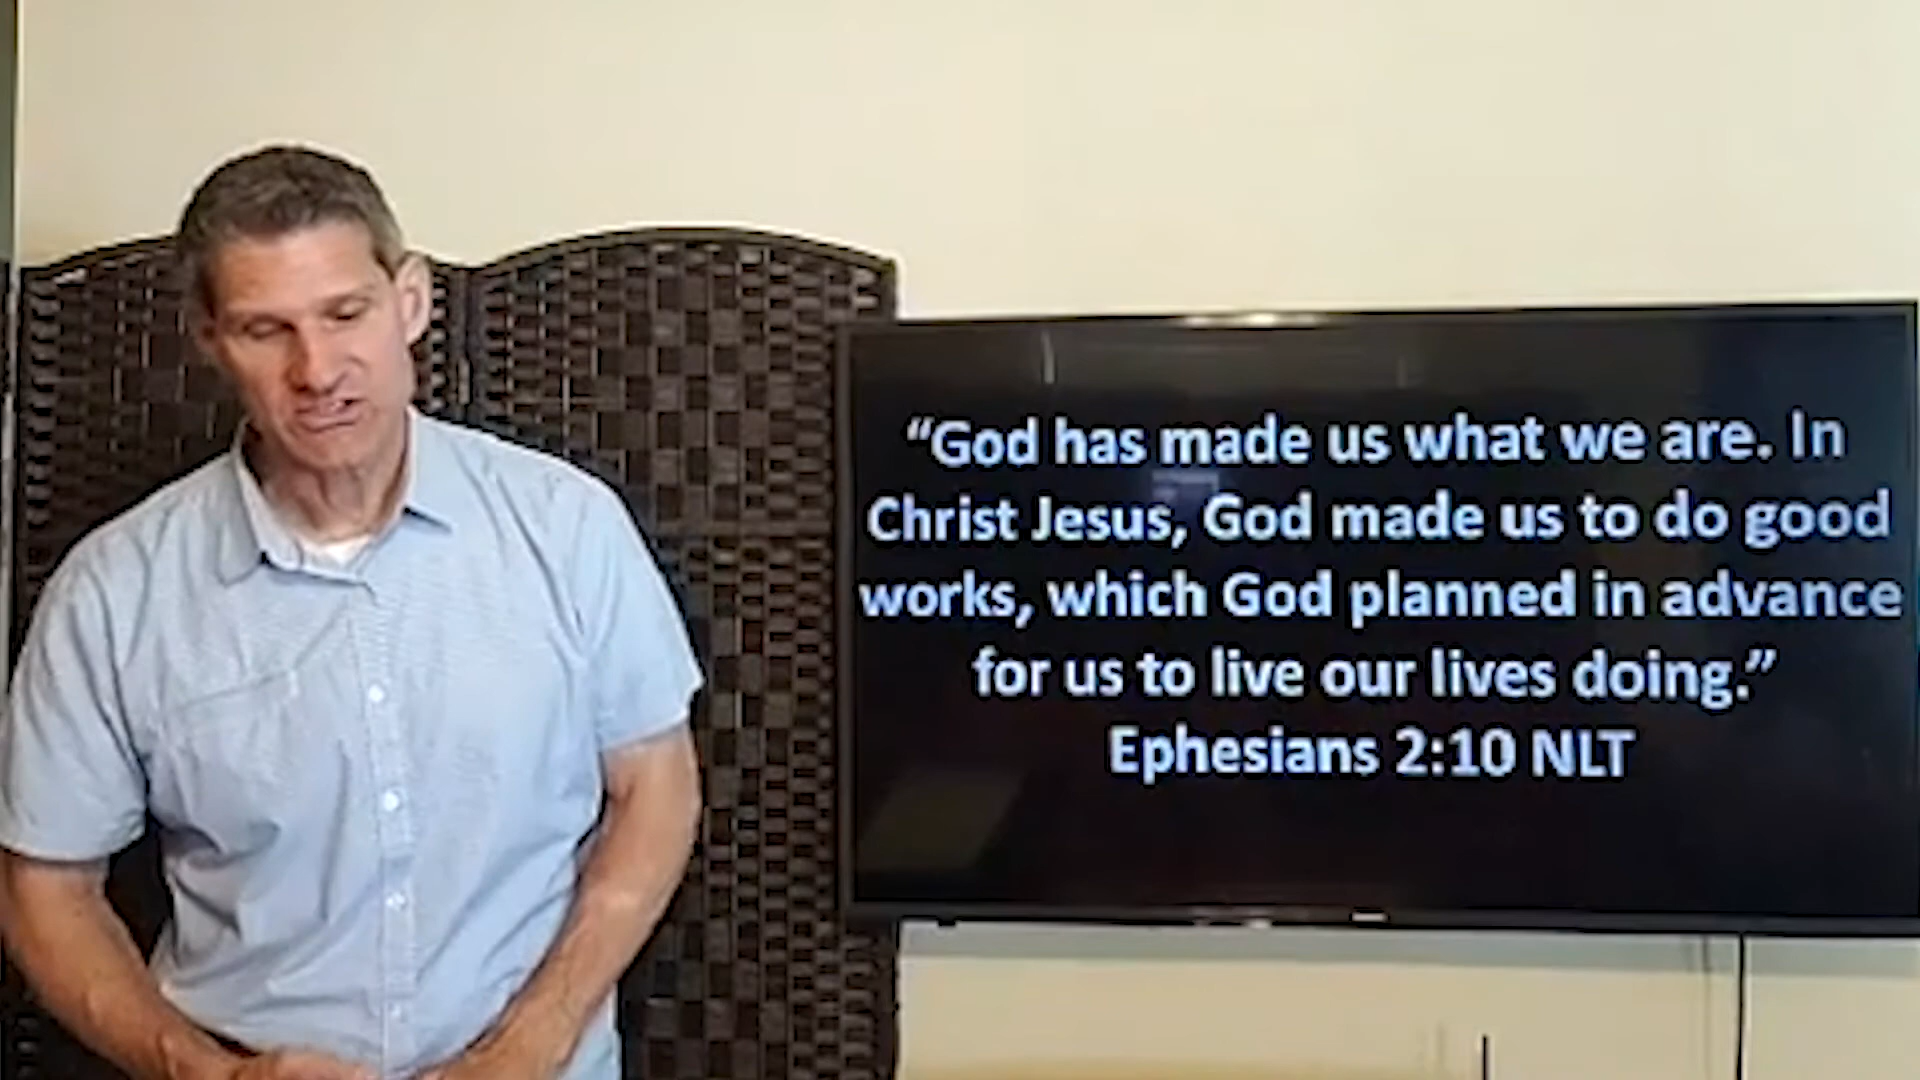 “God has made us what we are. In
Christ Jesus, God made us to do good
works, which God planned in advance
for us to live our lives doing.”
Ephesians 2:10 NLT